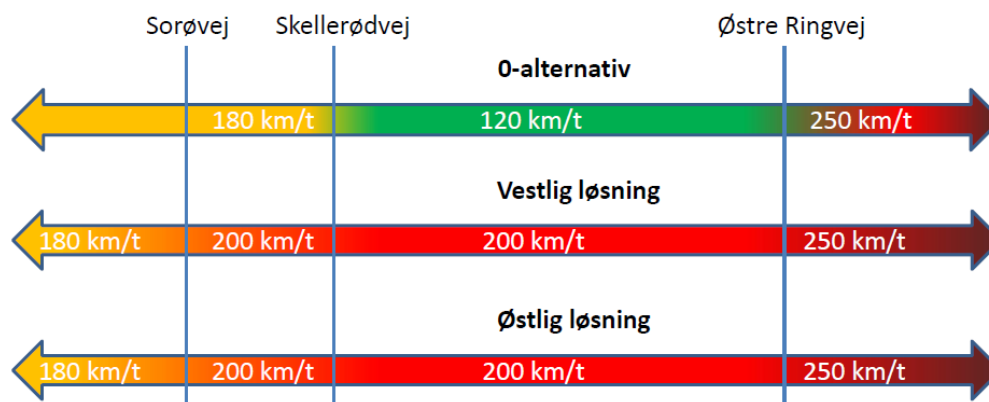 Sorøvej Skellerødvej Østre Ringvej
0-alternativ
180 km/t 120 km/t 250 km/t
Vestlig løsning
180 km/t 200 km/t 200 km/t 250 km/t
Østlig løsning
180 km/t 200 km/t 200 km/t 250 km/t